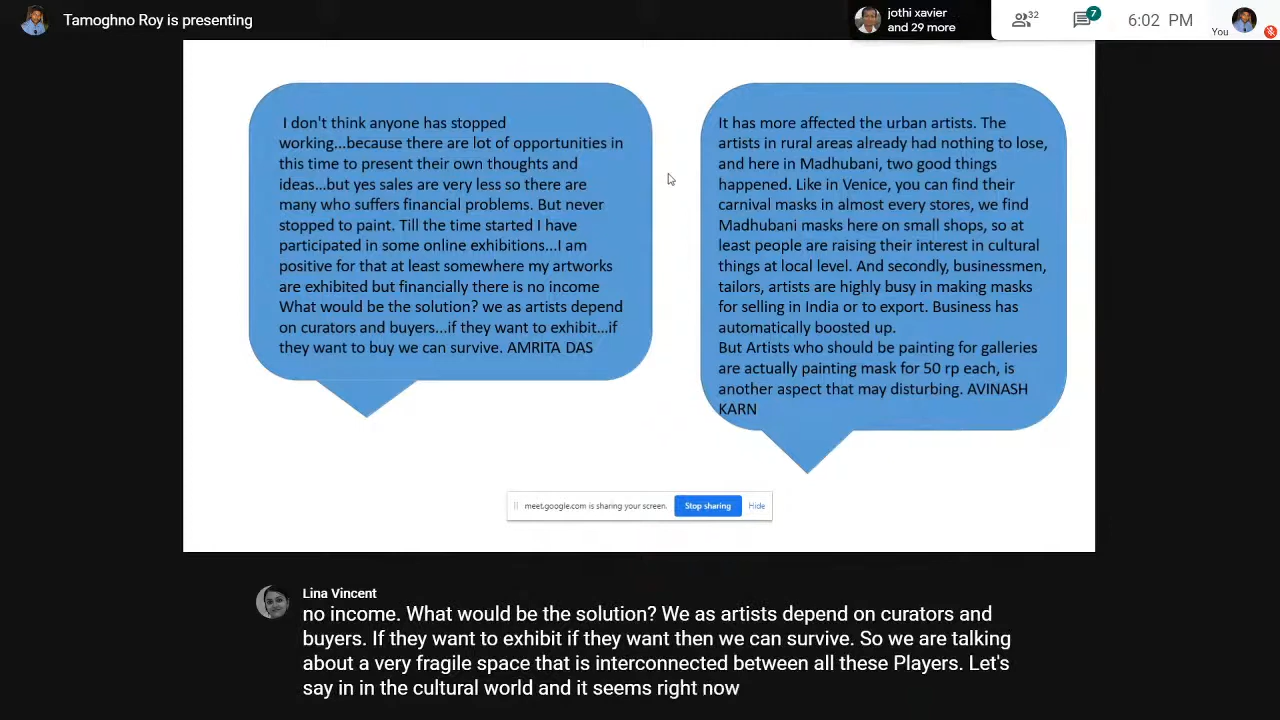 Tamoghno Roy is presenting
jothi xavier
and 29 more
32
7
6:02 PM
You
I don't think anyone has stopped
working...because there are lot of opportunities in
this time to present their own thoughts and
ideas...but yes sales are very less so there are
many who suffers financial problems. But never
stopped to paint. Till the time started I have
participated in some online exhibitions...I am
positive for that at least somewhere my artworks
are exhibited but financially there is no income
What would be the solution? we as artists depend
on curators and buyers...if they want to exhibit...if
they want to buy we can survive. AMRITA DAS
It has more affected the urban artists. The
artists in rural areas already had nothing to lose,
and here in Madhubani, two good things
happened. Like in Venice, you can find their
carnival masks in almost every stores, we find
Madhubani masks here on small shops, so at
least people are raising their interest in cultural
things at local level. And secondly, businessmen,
tailors, artists are highly busy in making masks
for selling in India or to export. Business has
automatically boosted up.
But Artists who should be painting for galleries
are actually painting mask for 50 rp each, is
another aspect that may disturbing. AVINASH
KARN
meet.google.com is sharing your screen.
Stop sharing
Hide
Lina Vincent
no income. What would be the solution? We as artists depend on curators and
buyers. If they want to exhibit if they want then we can survive. So we are talking
about a very fragile space that is interconnected between all these Players. Let's
say in in the cultural world and it seems right now